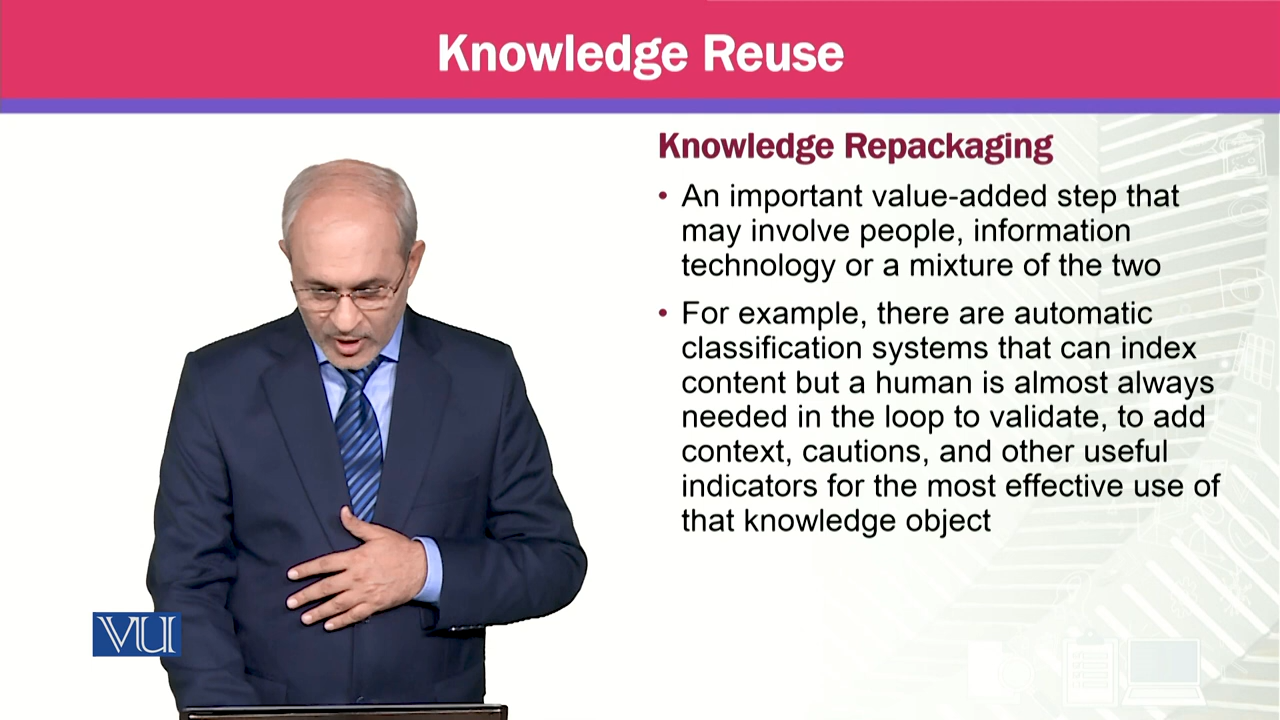 Knowledge Reuse
Knowledge Repackaging
• An important value-added step that
may involve people, information
technology or a mixture of the two
• For example, there are automatic
classification systems that can index
content but a human is almost always
needed in the loop to validate, to add
context, cautions, and other useful
indicators for the most effective use of
that knowledge object
VU